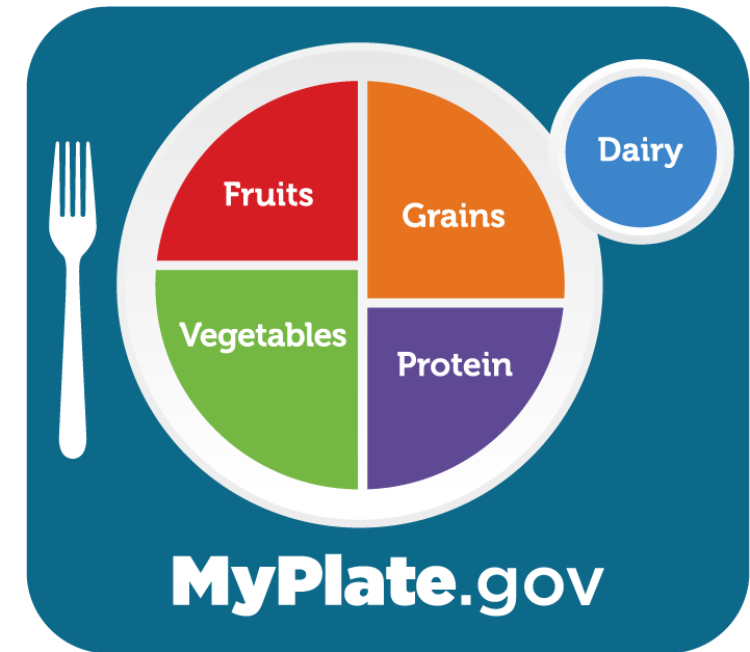 Dairy
Fruits
Grains
Vegetables
Protein
MyPlate.gov